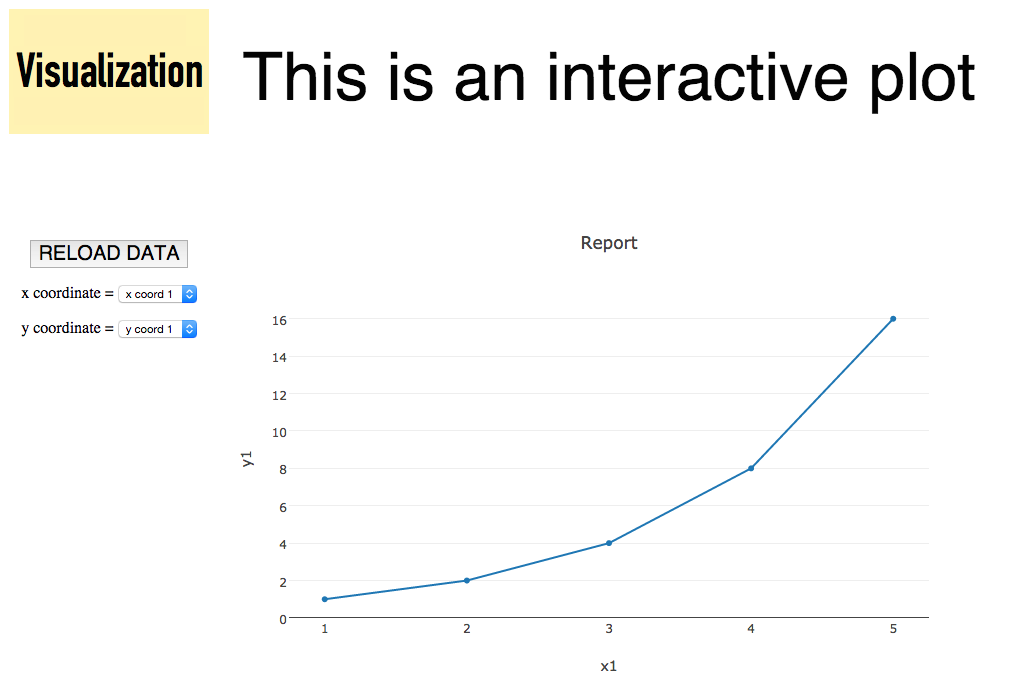 Visualization
This is an interactive plot
RELOAD DATA
x coordinate = x coord 1
y coordinate = y coord 1
Report
16
14
12
10
8
6
4
2
0
y1
1 2 3 4 5
x1